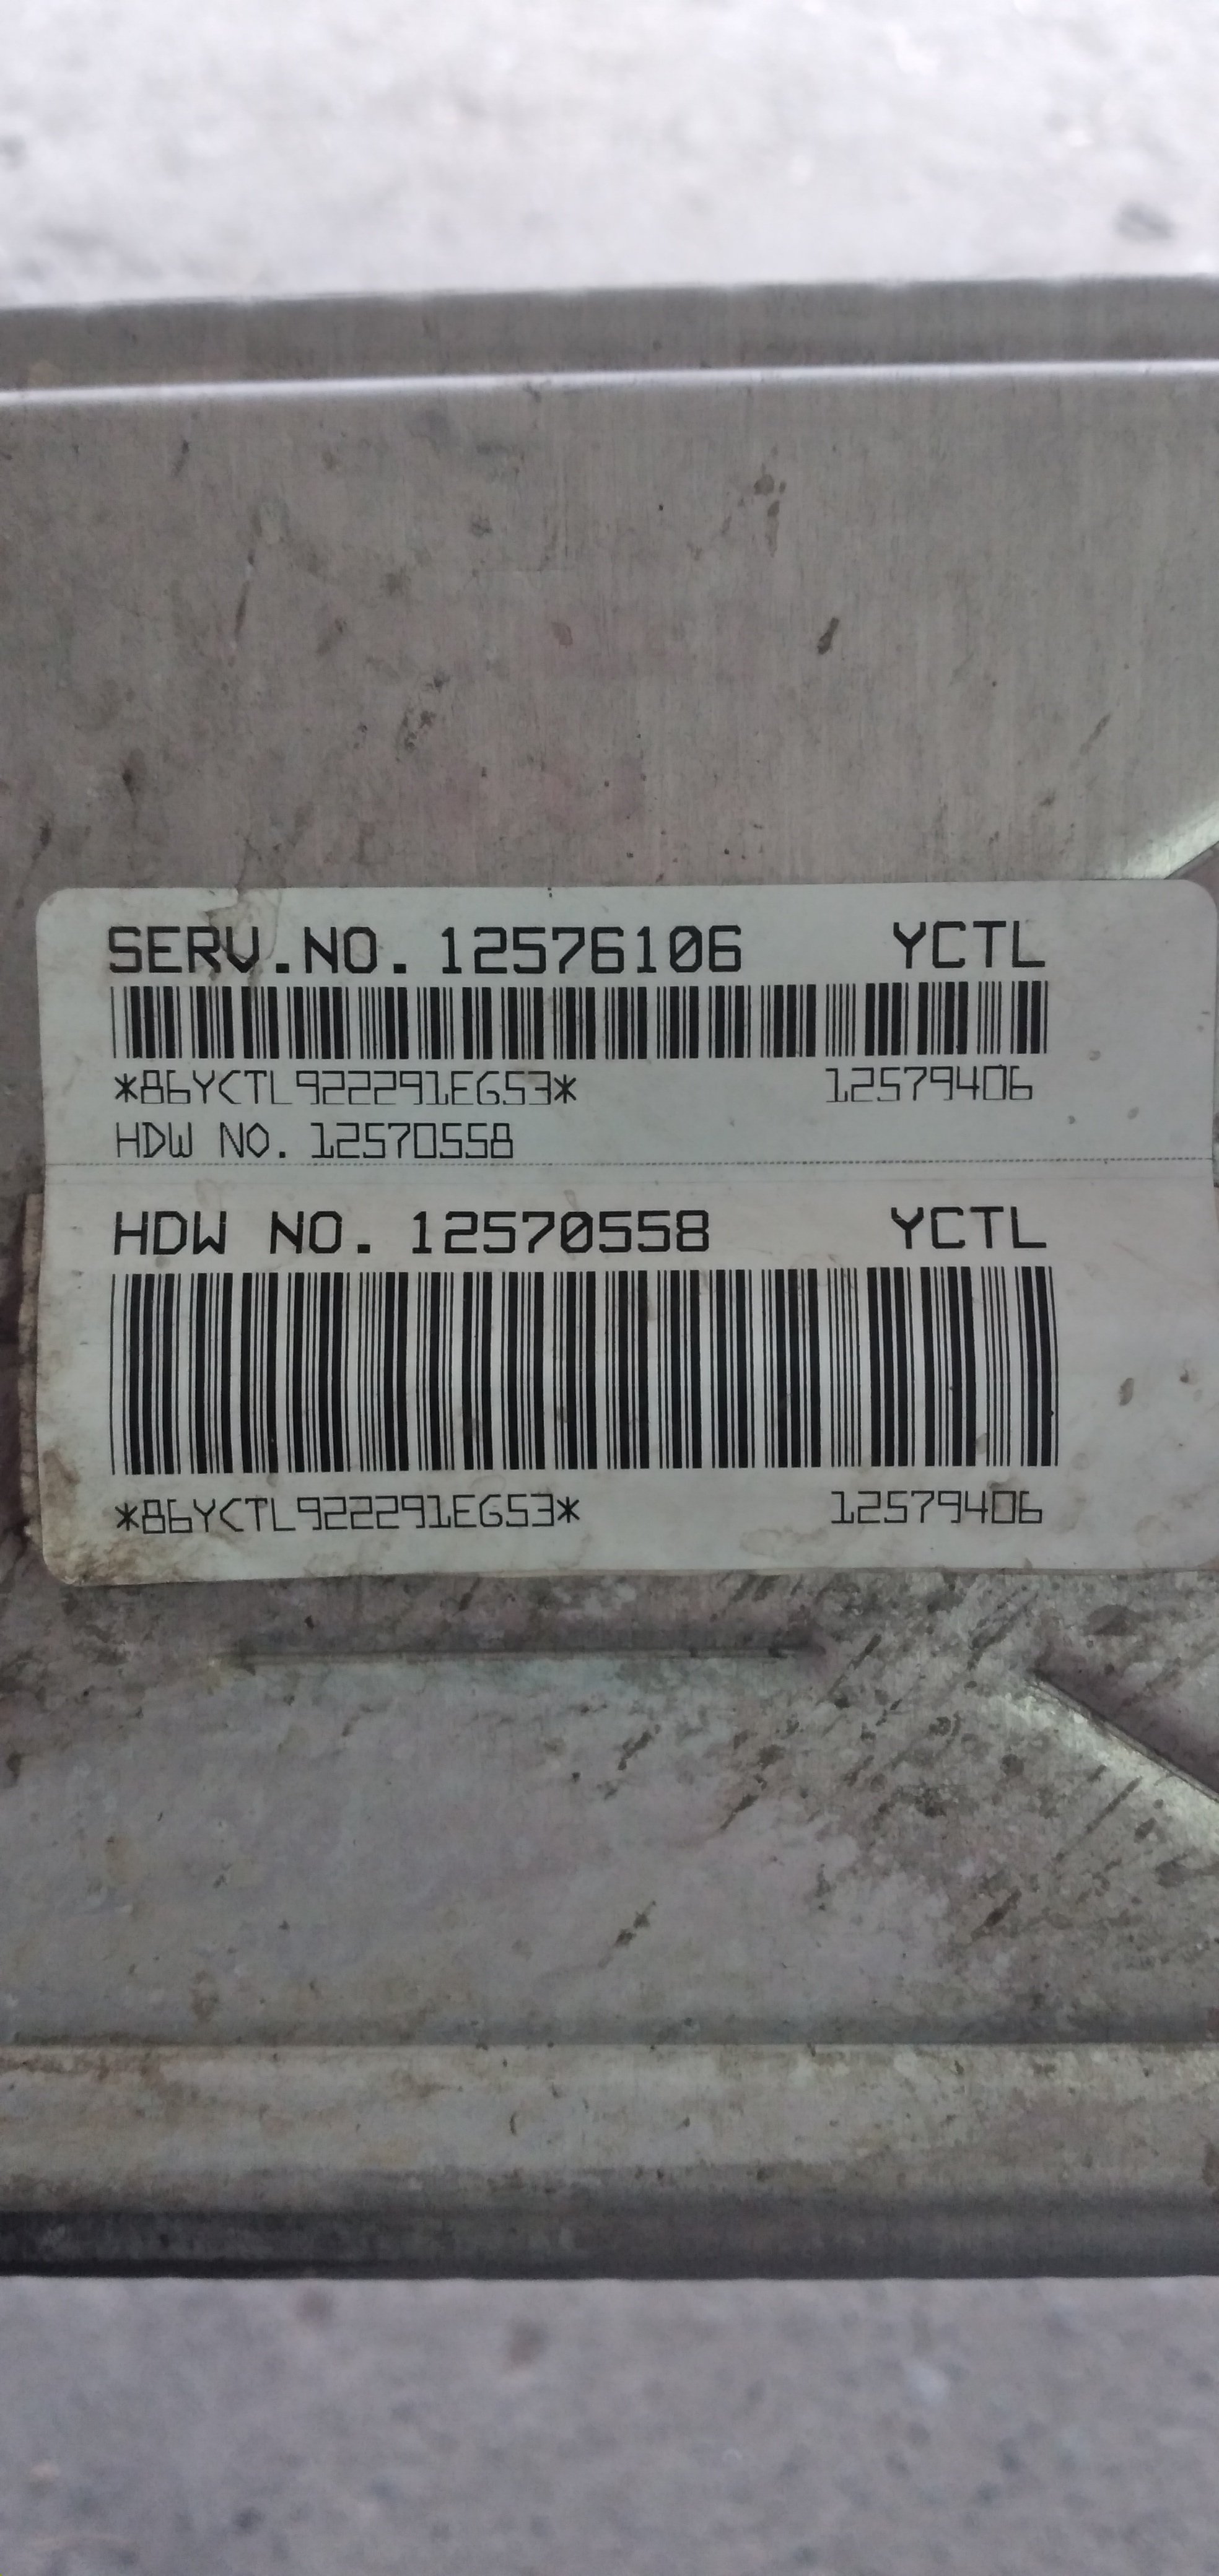 SERV.NO. 12576106 YCTL
*86YCTL922291EG53* 12579406
HDW NO. 12570558
HDW NO. 12570558 YCTL
*86YCTL922291EG53* 12579406